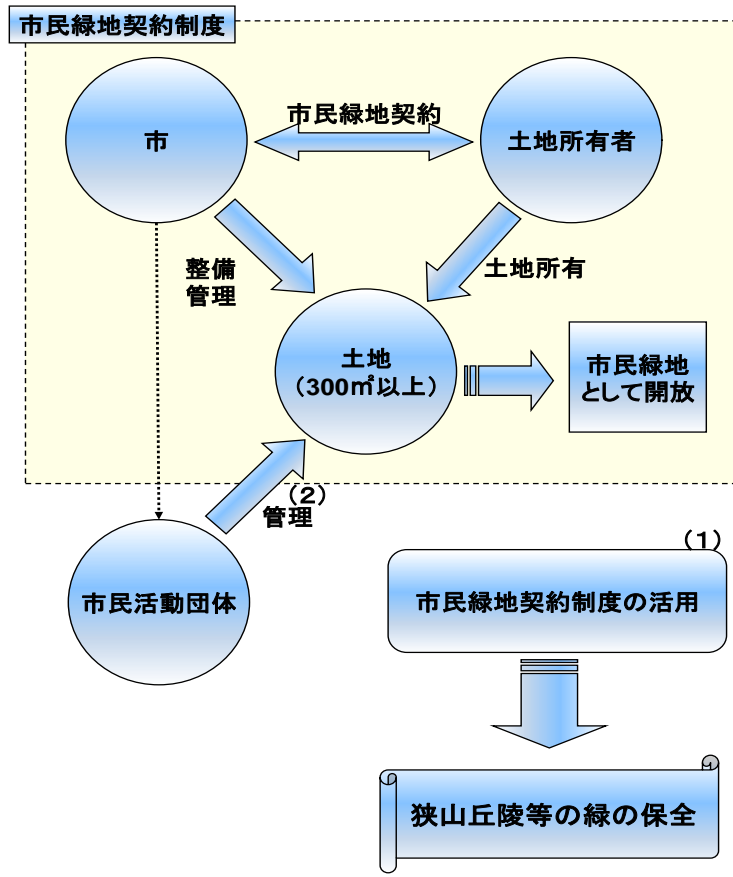 市民緑地契約制度
市民緑地契約
市
土地所有者
整備
管理
土地所有
土地
（300㎡以上）
市民緑地
として開放
（２）
管理
市民活動団体
（１）
市民緑地契約制度の活用
狭山丘陵等の緑の保全